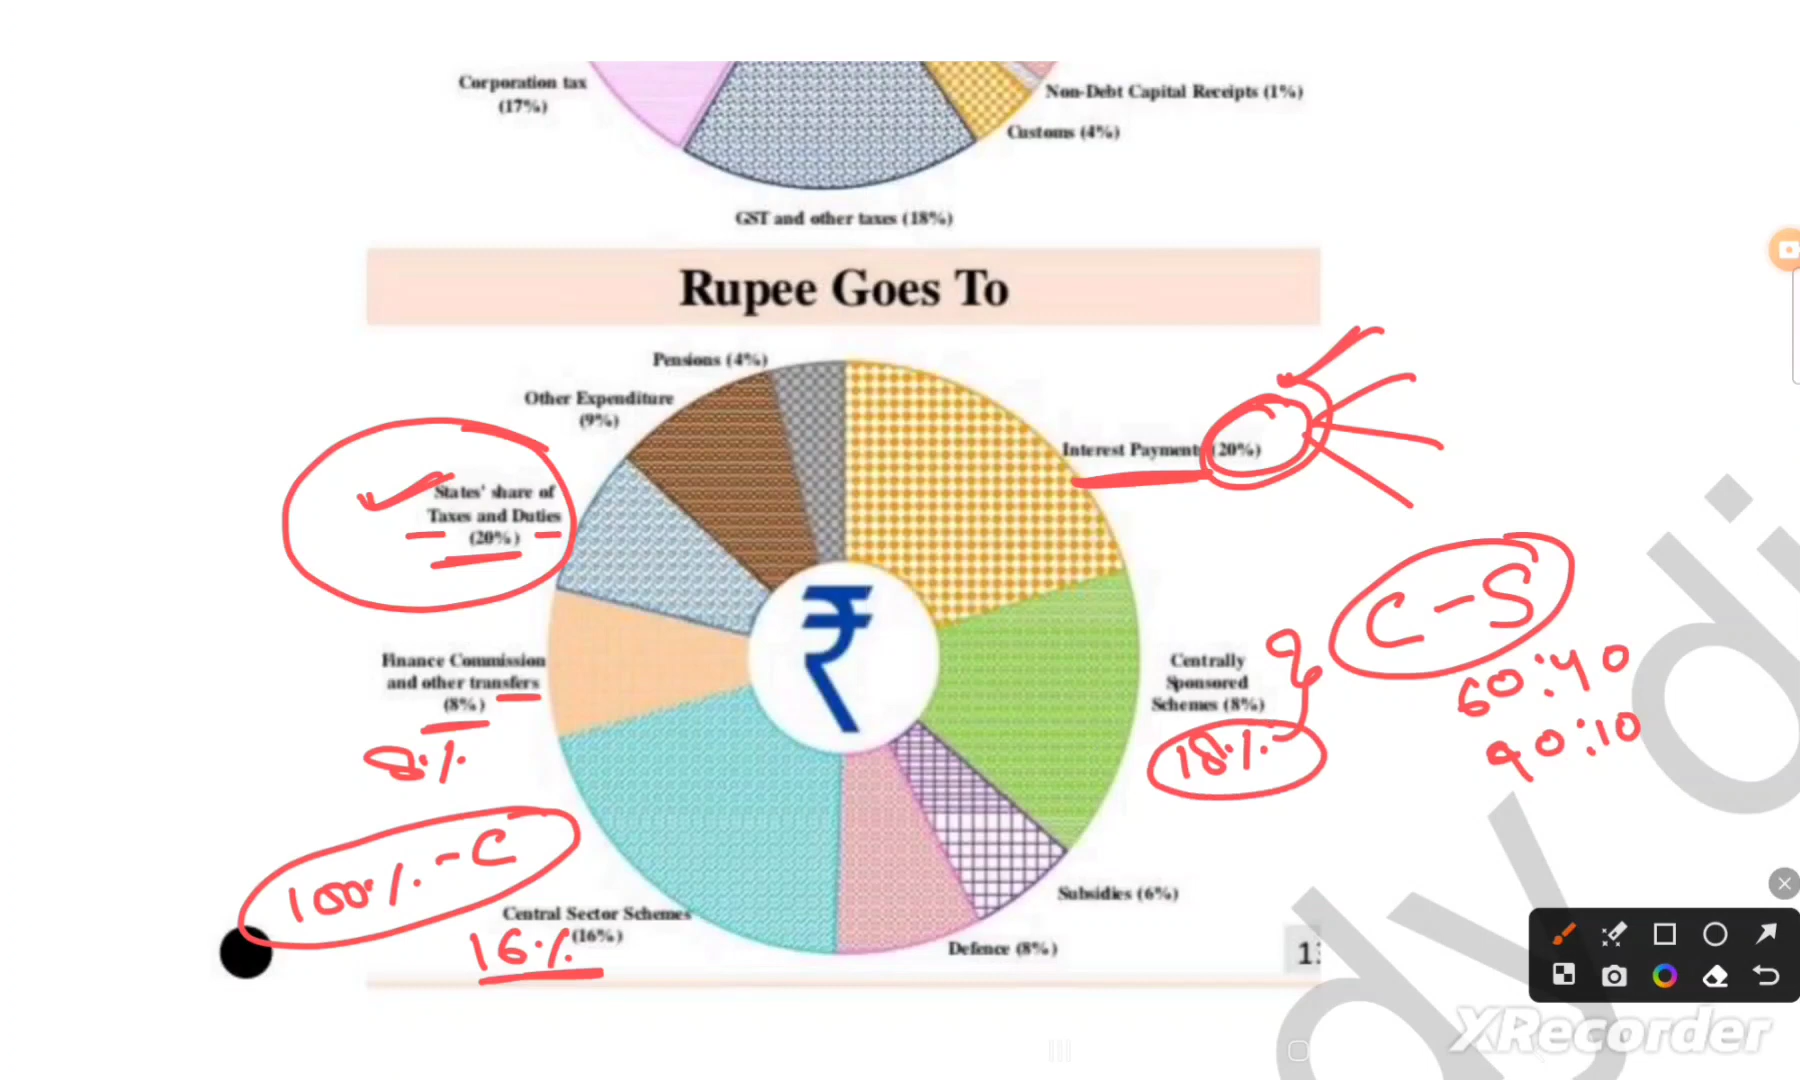 Corporation tax
(17%)
Non-Debt Capital Receipts (1%)
Customs (4%)
GST and other taxes (18%)
Rupee Goes To
Pensions (4%)
Other Expenditure
(9%)
Interest Payment (20%)
States' share of
Taxes and Duties
(20%)
C-S
60:40
90:10
Finance Commission
and other transfers
(8%)
8%
Centrally
Sponsored
Schemes (8%)
18%
100% - C
Subsidies (6%)
Central Sector Schemes
(16%)
16%
Defence (8%)
₹
XRecorder